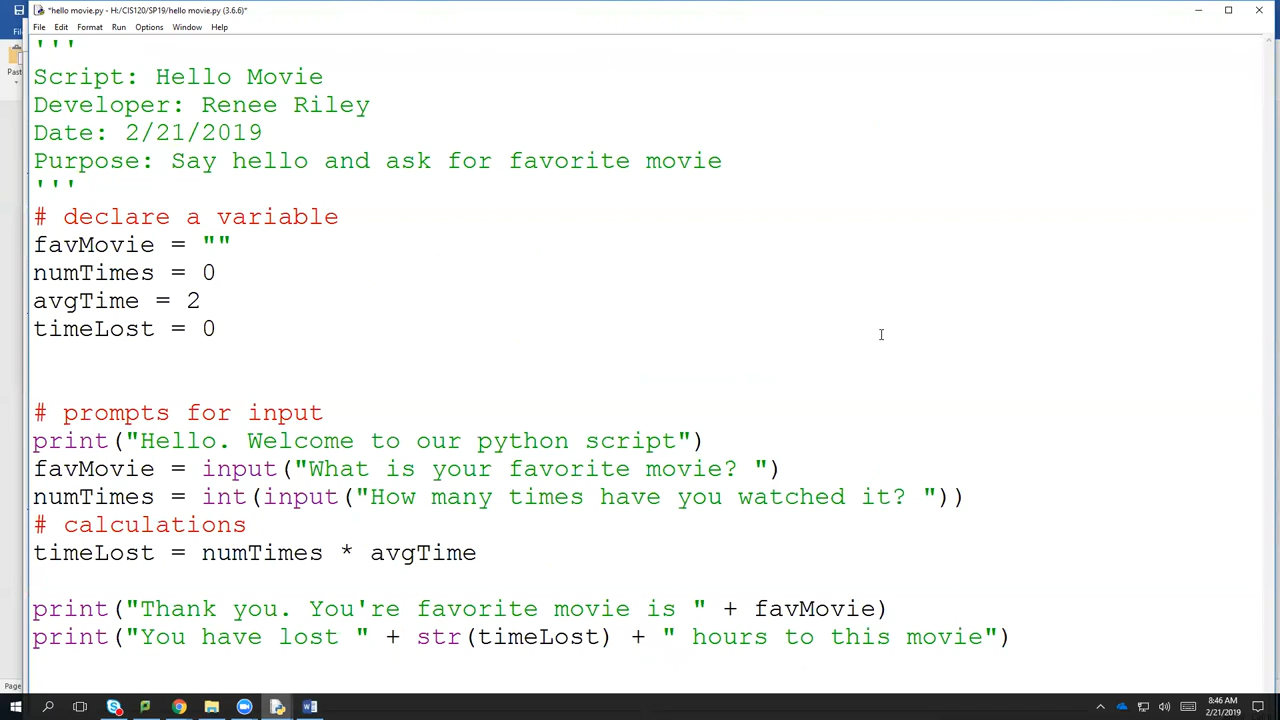 *hello movie.py - H:/CIS120/SP19/hello movie.py (3.6.6)*
File Edit Format Run Options Window Help
'''
Script: Hello Movie
Developer: Renee Riley
Date: 2/21/2019
Purpose: Say hello and ask for favorite movie
'''
# declare a variable
favMovie = ""
numTimes = 0
avgTime = 2
timeLost = 0
# prompts for input
print("Hello. Welcome to our python script")
favMovie = input("What is your favorite movie? ")
numTimes = int(input("How many times have you watched it? "))
# calculations
timeLost = numTimes * avgTime
print("Thank you. You're favorite movie is " + favMovie)
print("You have lost " + str(timeLost) + " hours to this movie")
Fil
Past
Page
8:46 AM
2/21/2019